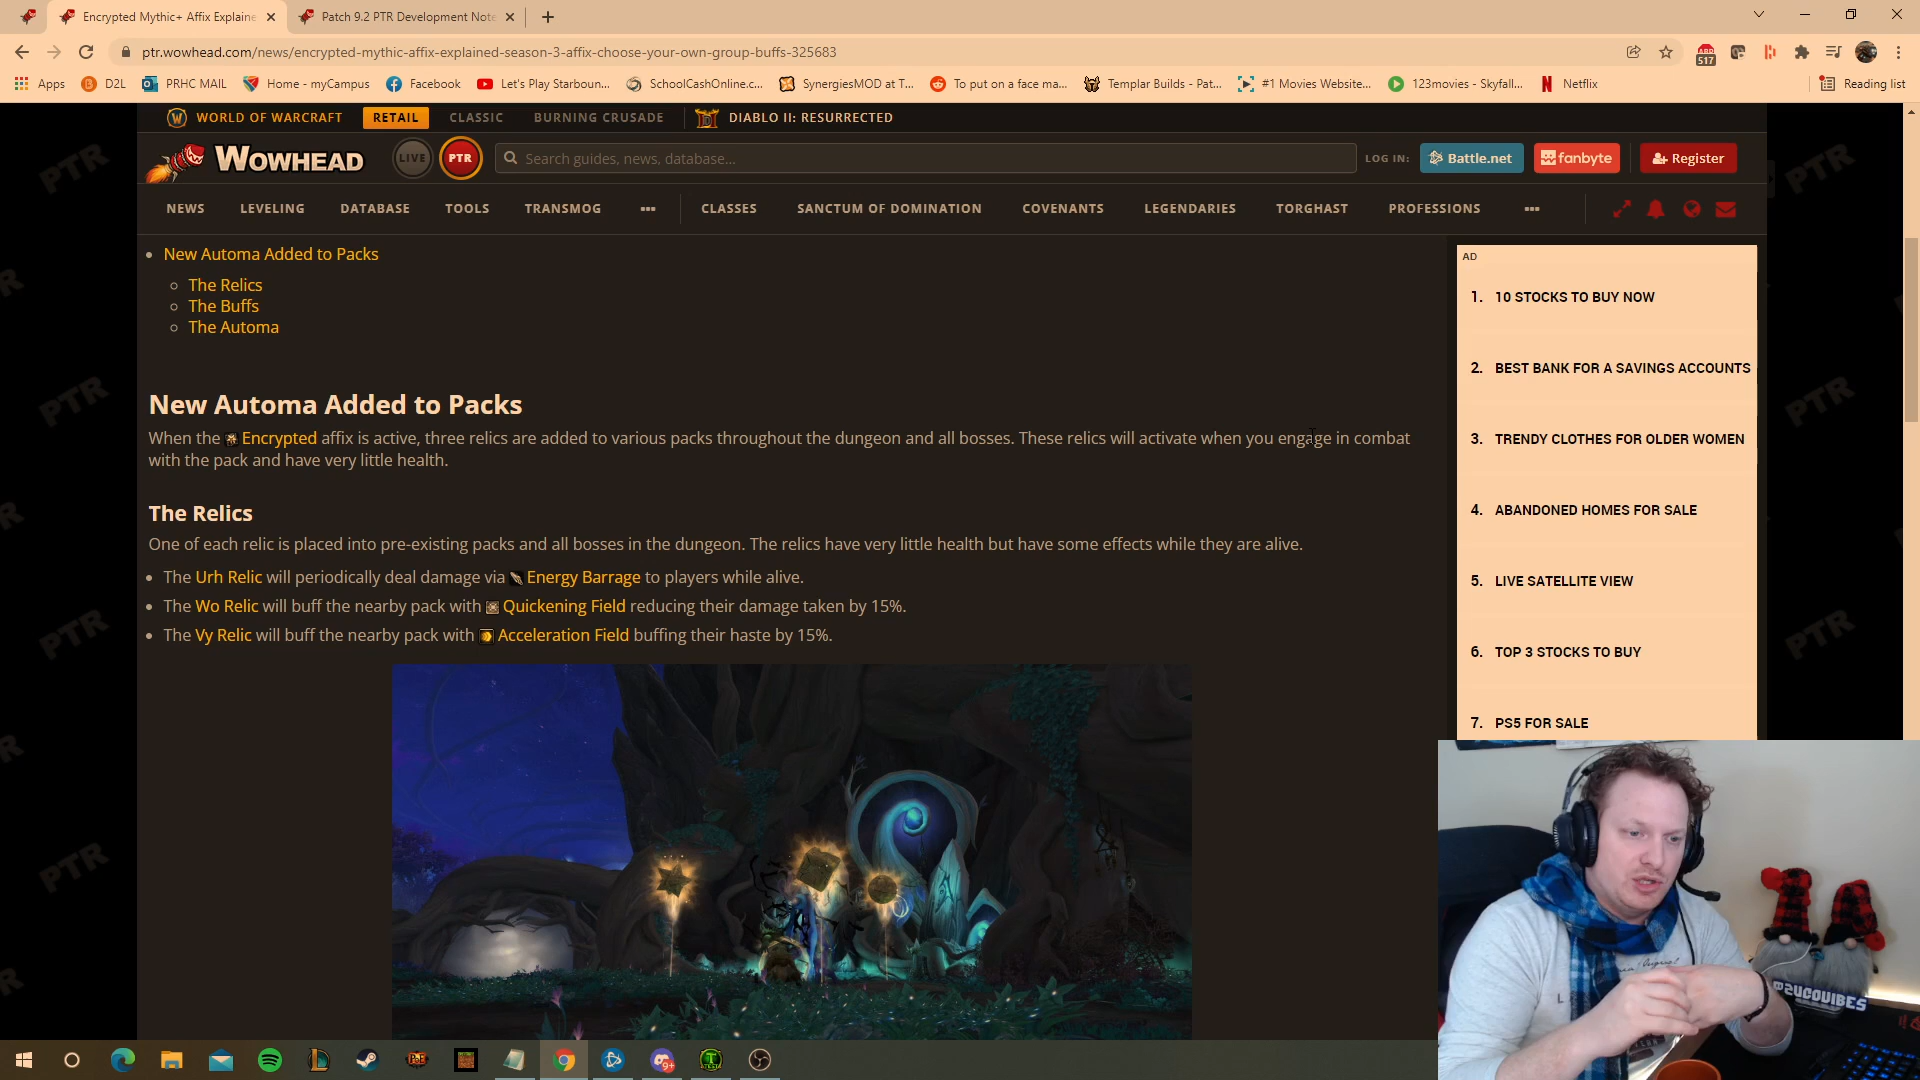 Encrypted Mythic+ Affix Explaine
Patch 9.2 PTR Development Note
ptr.wowhead.com/news/encrypted-mythic-affix-explained-season-3-affix-choose-your-own-group-buffs-325683
517
Apps
D2L
PRHC MAIL
Home - myCampus
Facebook
Let's Play Starboun...
SchoolCashOnline.c...
SynergiesMOD at T...
To put on a face ma...
Templar Builds - Pat...
#1 Movies Website...
123movies - Skyfall...
Netflix
Reading list
WORLD OF WARCRAFT
RETAIL
CLASSIC
BURNING CRUSADE
DIABLO II: RESURRECTED
WOWHEAD
LIVE
PTR
Search guides, news, database...
LOG IN:
Battle.net
fanbyte
Register
NEWS
LEVELING
DATABASE
TOOLS
TRANSMOG
CLASSES
SANCTUM OF DOMINATION
COVENANTS
LEGENDARIES
TORGHAST
PROFESSIONS
New Automa Added to Packs
The Relics
The Buffs
The Automa
New Automa Added to Packs
When the Encrypted affix is active, three relics are added to various packs throughout the dungeon and all bosses. These relics will activate when you engage in combat
with the pack and have very little health.
The Relics
One of each relic is placed into pre-existing packs and all bosses in the dungeon. The relics have very little health but have some effects while they are alive.
The Urh Relic will periodically deal damage via Energy Barrage to players while alive.
The Wo Relic will buff the nearby pack with Quickening Field reducing their damage taken by 15%.
The Vy Relic will buff the nearby pack with Acceleration Field buffing their haste by 15%.
AD
1. 10 STOCKS TO BUY NOW
2. BEST BANK FOR A SAVINGS ACCOUNTS
3. TRENDY CLOTHES FOR OLDER WOMEN
4. ABANDONED HOMES FOR SALE
5. LIVE SATELLITE VIEW
6. TOP 3 STOCKS TO BUY
7. PS5 FOR SALE
PTR
PTR
PTR
PTR
PTR
PTR
PTR
PTR
9+